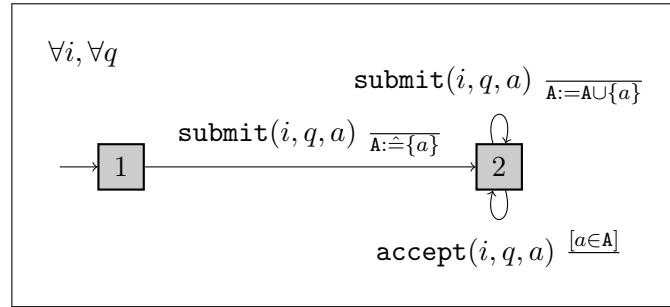 ∀i, ∀q
submit(i, q, a) A:=A∪{a}
submit(i, q, a) A:≙{a}
1
2
accept(i, q, a) [a∈A]